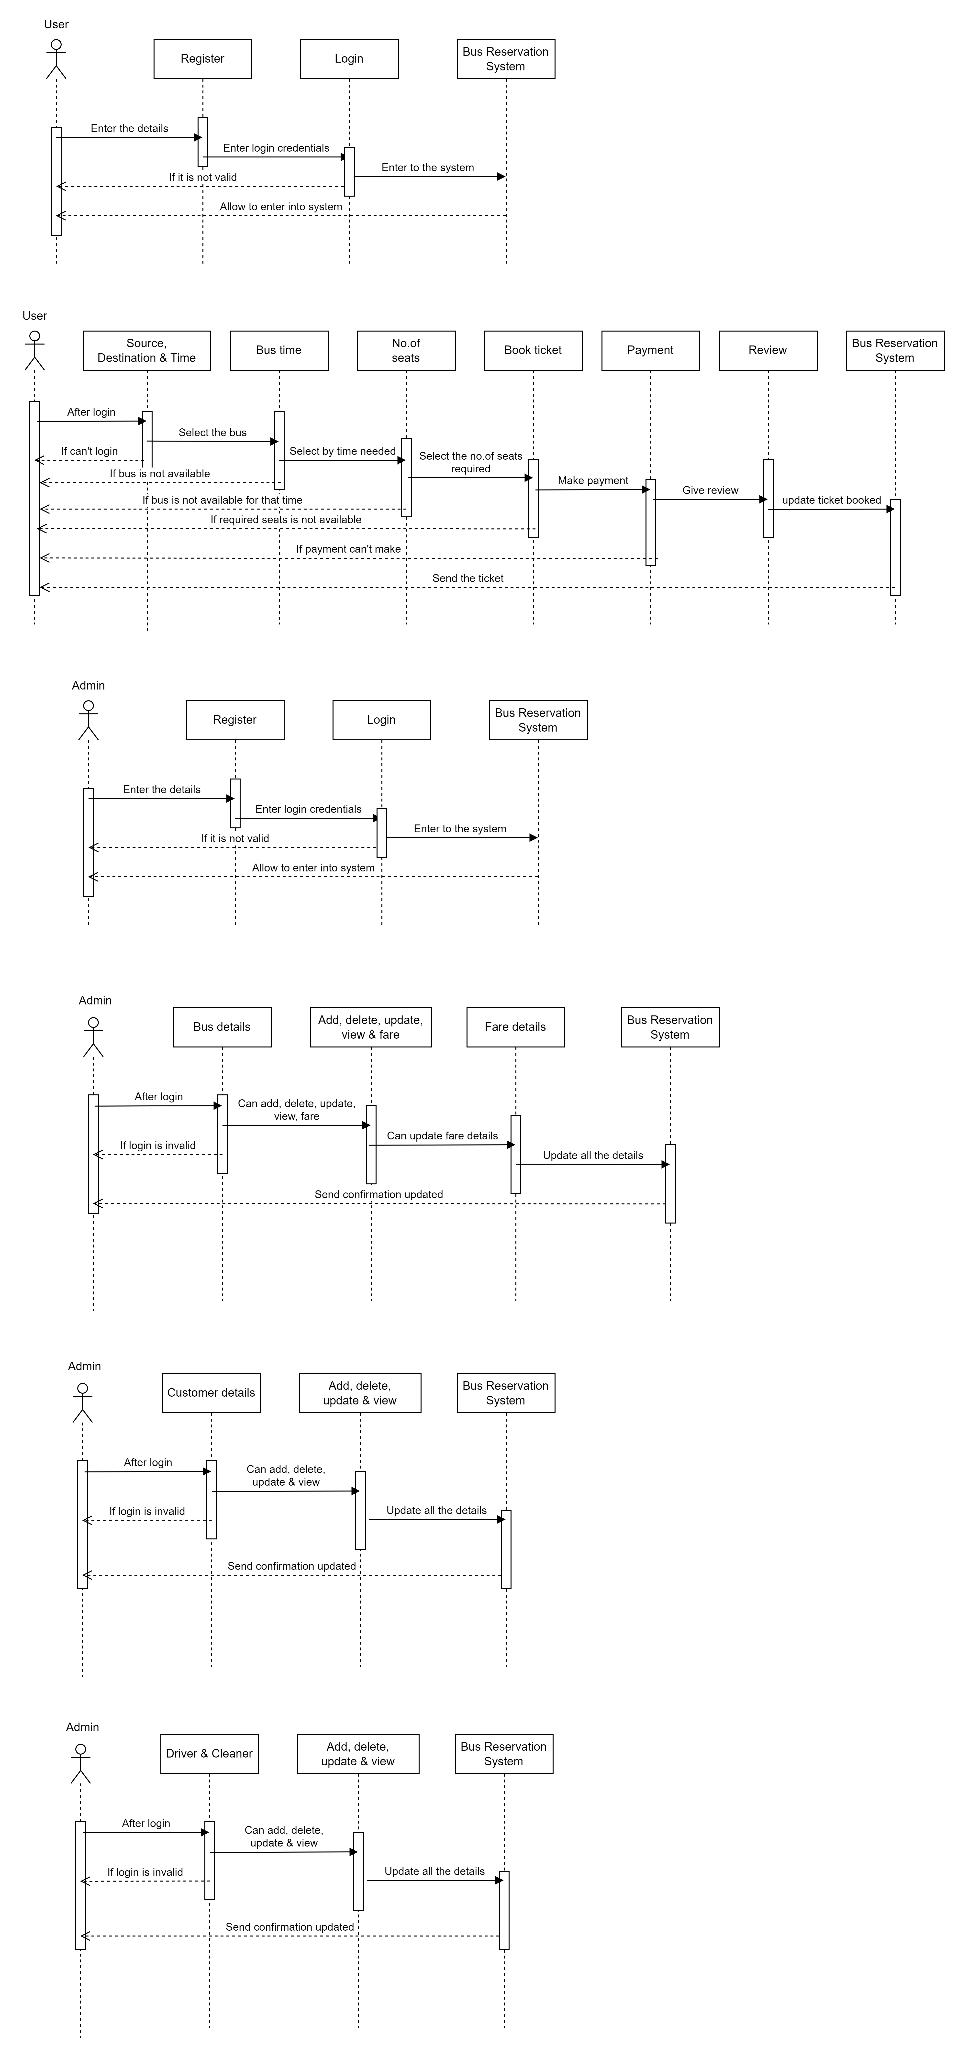 User
Register
Login
Bus Reservation
System
Enter the details
Enter login credentials
Enter to the system
If it is not valid
Allow to enter into system
User
Source,
Destination & Time
Bus time
No.of
seats
Book ticket
Payment
Review
Bus Reservation
System
After login
Select the bus
If can't login
Select by time needed
Select the no.of seats
required
If bus is not available
Make payment
Give review
If bus is not available for that time
update ticket booked
If required seats is not available
If payment can't make
Send the ticket
Admin
Register
Login
Bus Reservation
System
Enter the details
Enter login credentials
Enter to the system
If it is not valid
Allow to enter into system
Admin
Bus details
Add, delete, update,
view & fare
Fare details
Bus Reservation
System
After login
Can add, delete, update,
view, fare
Can update fare details
If login is invalid
Update all the details
Send confirmation updated
Admin
Customer details
Add, delete,
update & view
Bus Reservation
System
After login
Can add, delete,
update & view
If login is invalid
Update all the details
Send confirmation updated
Admin
Driver & Cleaner
Add, delete,
update & view
Bus Reservation
System
After login
Can add, delete,
update & view
If login is invalid
Update all the details
Send confirmation updated